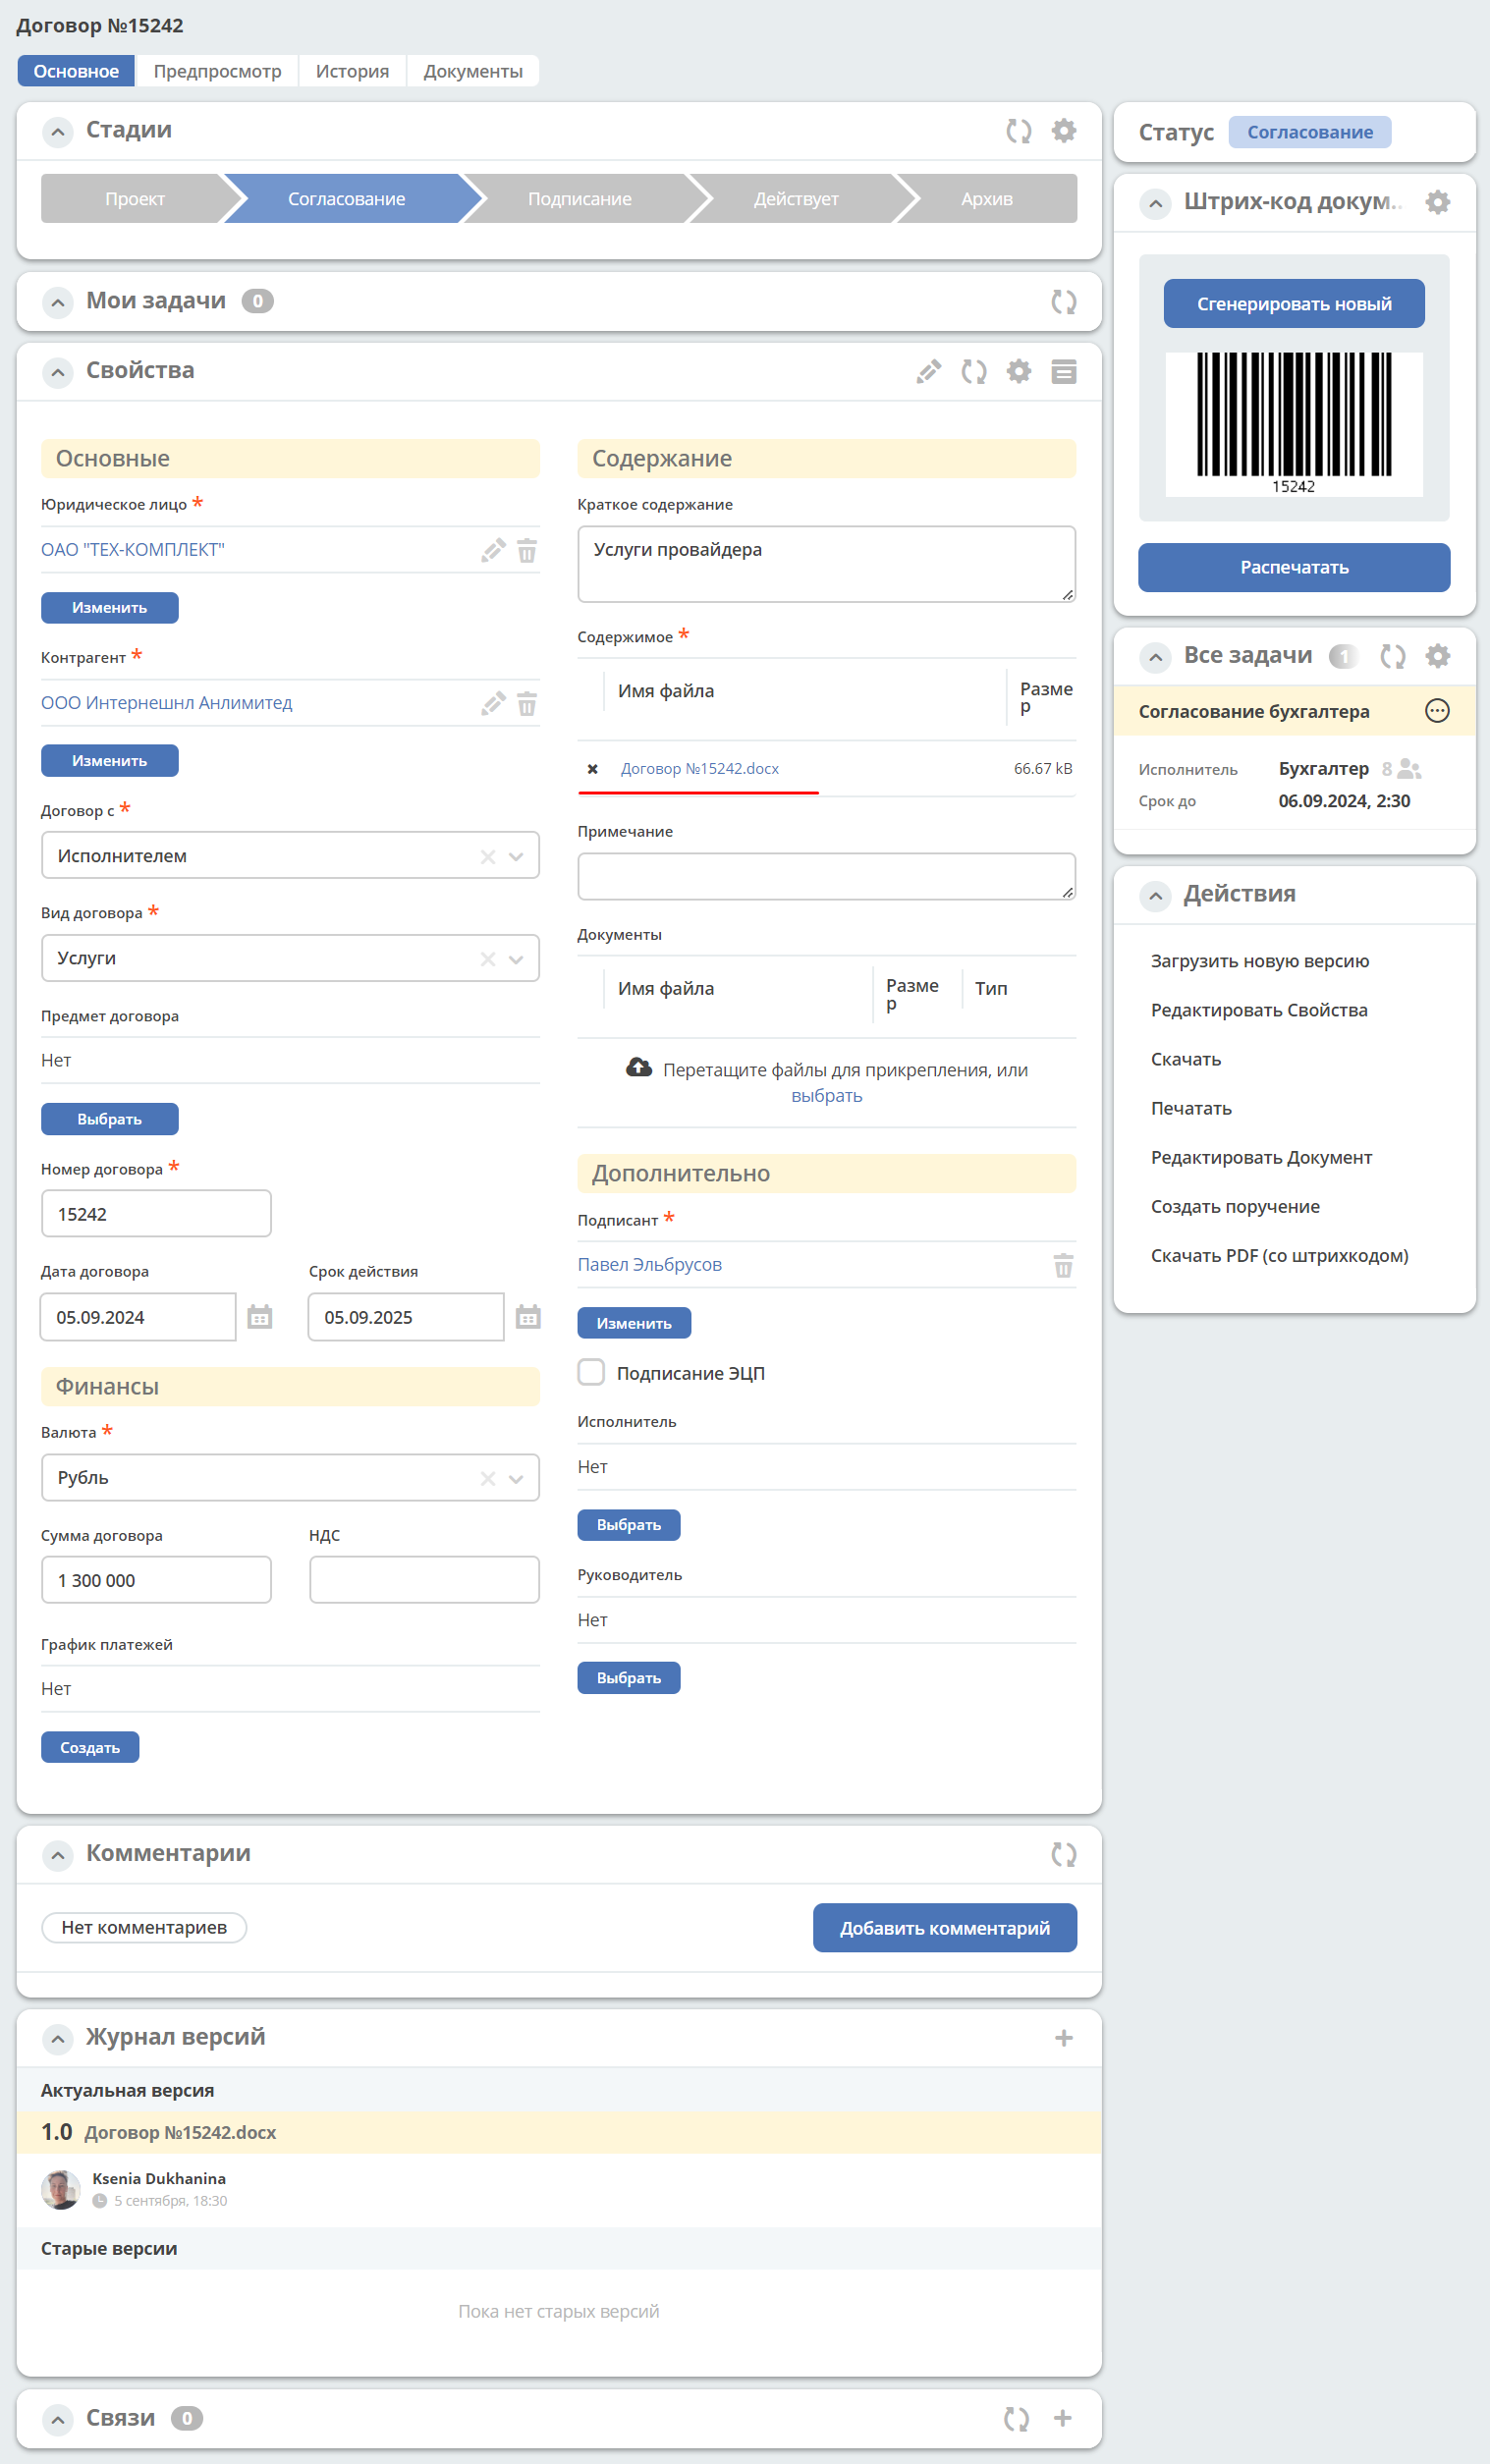 Договор №15242
Основное
Предпросмотр
История
Документы
Стадии
Проект
Согласование
Подписание
Действует
Архив
Мои задачи 0
Свойства
Основные
Юридическое лицо *
ОАО "ТЕХ-КОМПЛЕКТ"
Изменить
Контрагент *
ООО Интернешнл Анлимитед
Изменить
Договор с *
Исполнителем
Вид договора *
Услуги
Предмет договора
Нет
Выбрать
Номер договора *
15242
Дата договора
05.09.2024
Срок действия
05.09.2025
Финансы
Валюта *
Рубль
Сумма договора
1 300 000
НДС
График платежей
Нет
Создать
Содержание
Краткое содержание
Услуги провайдера
Содержимое *
Имя файла
Разме
р
Договор №15242.docx
66.67 kB
Примечание
Документы
Имя файла
Разме
р
Тип
Перетащите файлы для прикрепления, или
выбрать
Дополнительно
Подписант *
Павел Эльбрусов
Изменить
Подписание ЭЦП
Исполнитель
Нет
Выбрать
Руководитель
Нет
Выбрать
Комментарии
Нет комментариев
Добавить комментарий
Журнал версий
Актуальная версия
1.0 Договор №15242.docx
Ksenia Dukhanina
5 сентября, 18:30
Старые версии
Пока нет старых версий
Связи 0
Статус Согласование
Штрих-код докум..
Сгенерировать новый
15242
Распечатать
Все задачи 1
Согласование бухгалтера
Исполнитель Бухгалтер 8
Срок до 06.09.2024, 2:30
Действия
Загрузить новую версию
Редактировать Свойства
Скачать
Печатать
Редактировать Документ
Создать поручение
Скачать PDF (со штрихкодом)